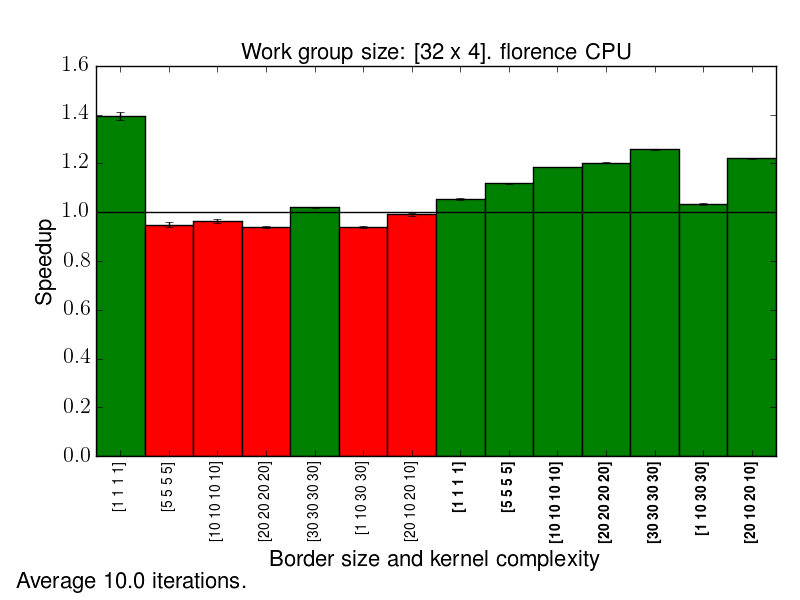 Work group size: [32 x 4]. florence CPU
1.6
1.4
1.2
1.0
0.8
0.6
0.4
0.2
0.0
Speedup
[1 1 1 1]
[5 5 5 5]
[10 10 10 10]
[20 20 20 20]
[30 30 30 30]
[1 10 30 30]
[20 10 20 10]
[1 1 1 1]
[5 5 5 5]
[10 10 10 10]
[20 20 20 20]
[30 30 30 30]
[1 10 30 30]
[20 10 20 10]
Border size and kernel complexity
Average 10.0 iterations.